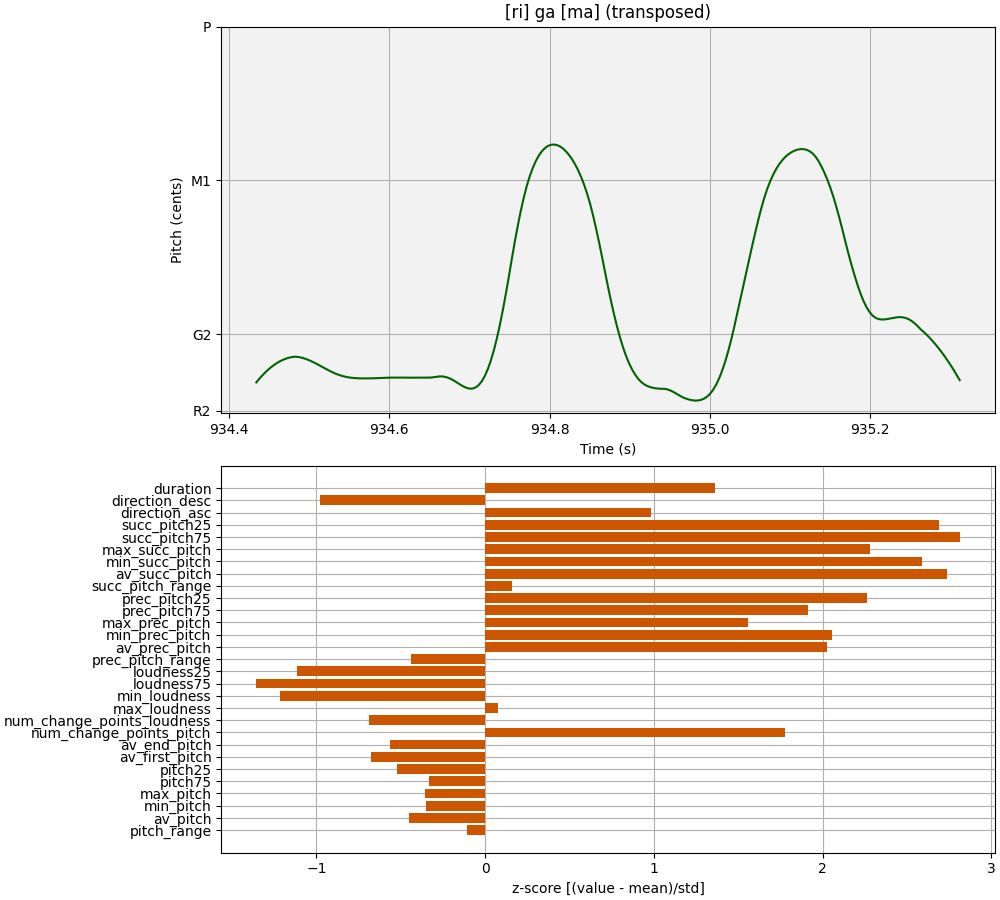 [ri] ga [ma] (transposed)
P
M1
G2
R2
Pitch (cents)
934.4 934.6 934.8 935.0 935.2
Time (s)
duration
direction_desc
direction_asc
succ_pitch25
succ_pitch75
max_succ_pitch
min_succ_pitch
av_succ_pitch
succ_pitch_range
prec_pitch25
prec_pitch75
max_prec_pitch
min_prec_pitch
av_prec_pitch
prec_pitch_range
loudness25
loudness75
min_loudness
max_loudness
num_change_points_loudness
num_change_points_pitch
av_end_pitch
av_first_pitch
pitch25
pitch75
max_pitch
min_pitch
av_pitch
pitch_range
−1 0 1 2 3
z-score [(value - mean)/std]